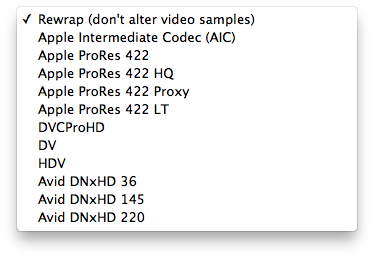 ✓ Rewrap (don't alter video samples)
Apple Intermediate Codec (AIC)
Apple ProRes 422
Apple ProRes 422 HQ
Apple ProRes 422 Proxy
Apple ProRes 422 LT
DVCProHD
DV
HDV
Avid DNxHD 36
Avid DNxHD 145
Avid DNxHD 220